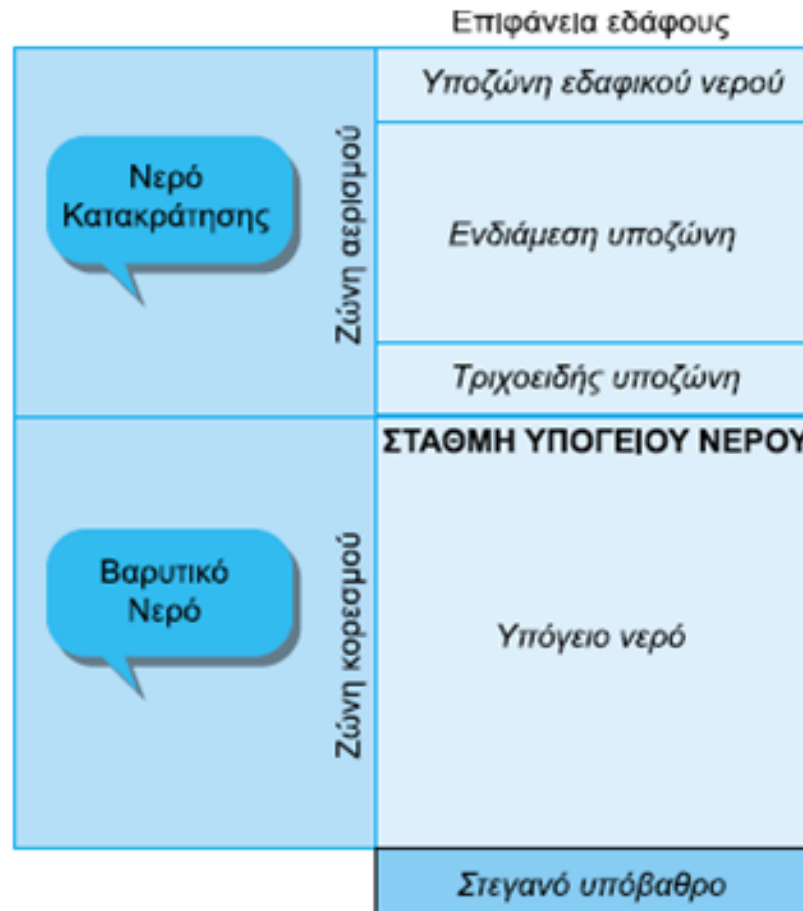 Επιφάνεια εδάφους
Υποζώνη εδαφικού νερού
Νερό
Κατακράτησης
Ζώνη αερισμού
Ενδιάμεση υποζώνη
Τριχοειδής υποζώνη
ΣΤΑΘΜΗ ΥΠΟΓΕΙΟΥ ΝΕΡΟΥ
Βαρυτικό
Νερό
Ζώνη κορεσμού
Υπόγειο νερό
Στεγανό υπόβαθρο